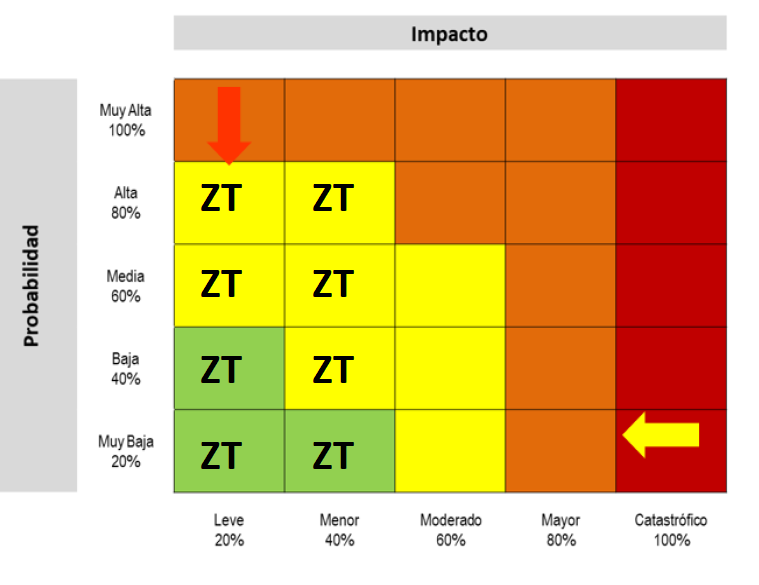 Impacto
Probabilidad
Muy Alta
100%
Alta
80%
ZT
ZT
Media
60%
ZT
ZT
Baja
40%
ZT
ZT
Muy Baja
20%
ZT
ZT
Leve
20%
Menor
40%
Moderado
60%
Mayor
80%
Catastrófico
100%